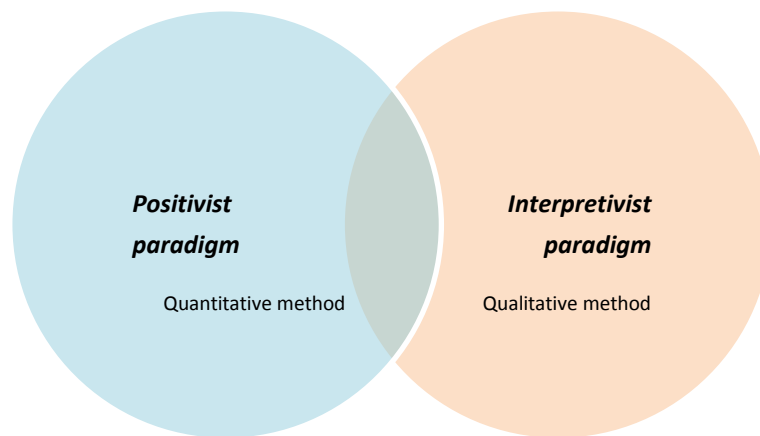 Positivist
paradigm
Quantitative method
Interpretivist
paradigm
Qualitative method